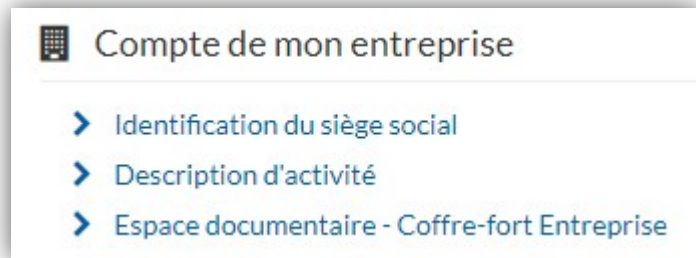 Compte de mon entreprise
Identification du siège social
Description d'activité
Espace documentaire - Coffre-fort Entreprise